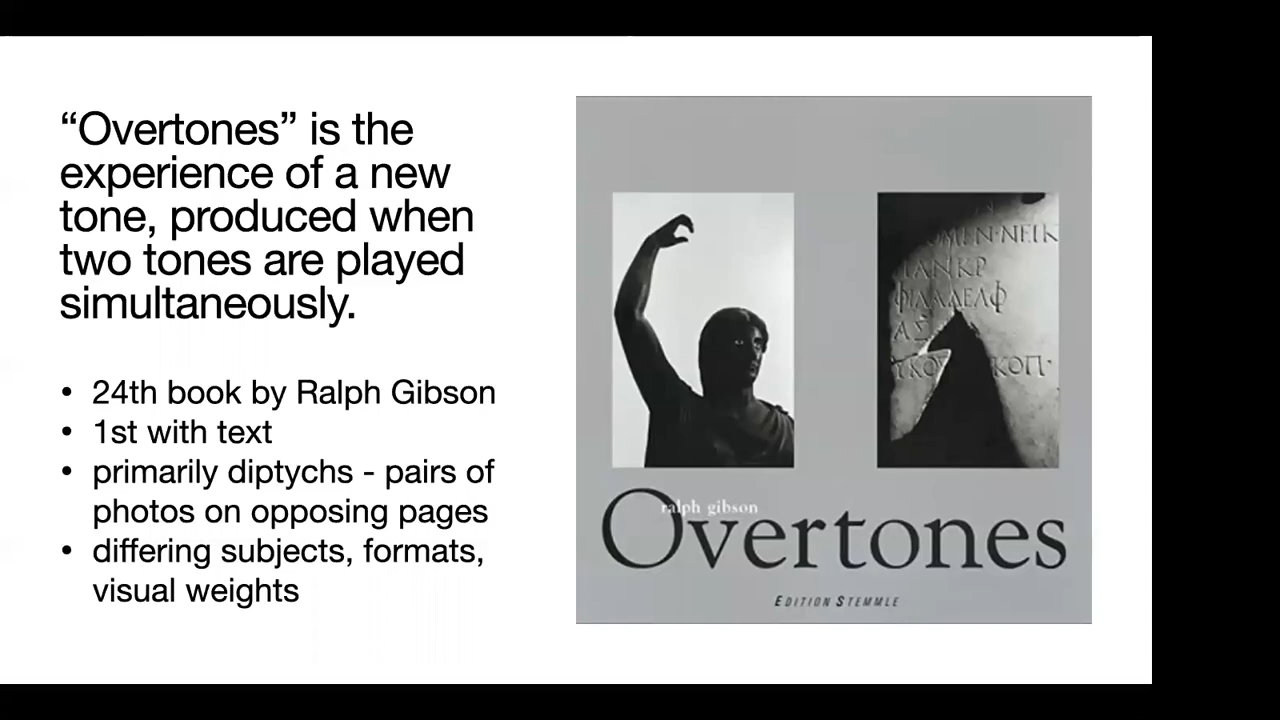 “Overtones” is the
experience of a new
tone, produced when
two tones are played
simultaneously.
• 24th book by Ralph Gibson
• 1st with text
• primarily diptychs - pairs of
photos on opposing pages
• differing subjects, formats,
visual weights
ΠΑΝΚΡ
ΦΙΛΑΔΕΛΦ
ralph gibson
Overtones
EDITION STEMMLE